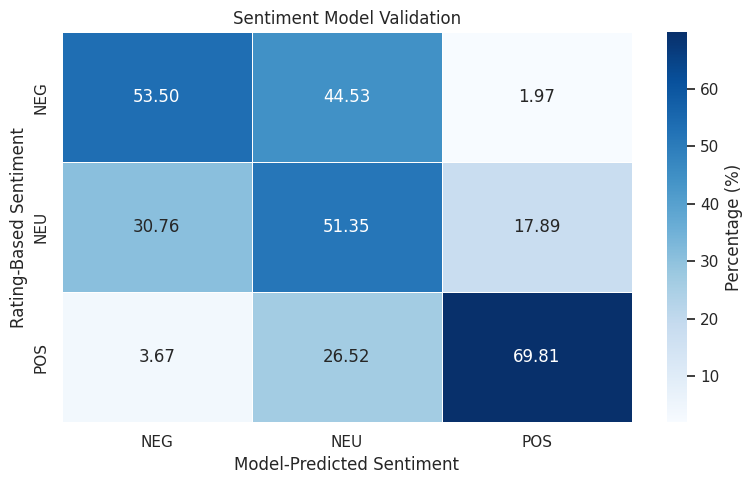 Sentiment Model Validation
Rating-Based Sentiment
NEG
53.50 44.53 1.97
NEU
30.76 51.35 17.89
POS
3.67 26.52 69.81
NEG NEU POS
Model-Predicted Sentiment
60
50
40
30
20
10
Percentage (%)